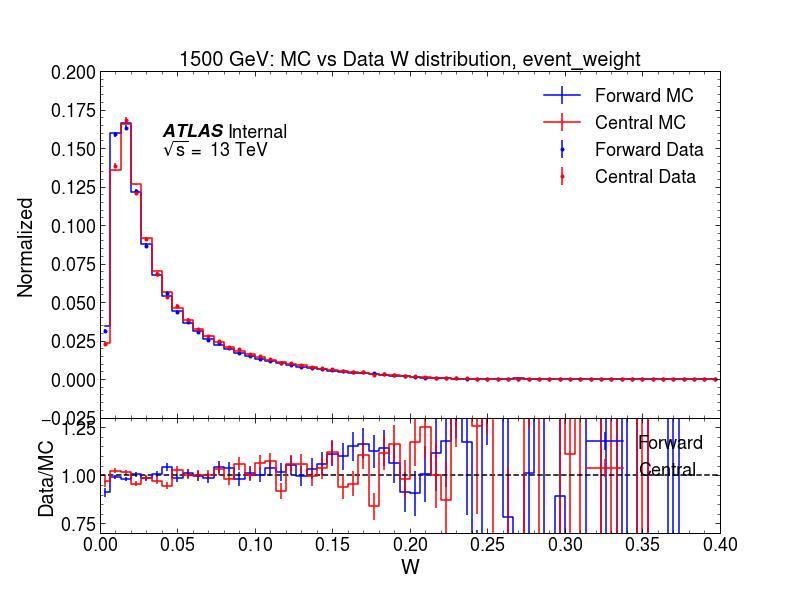 1500 GeV: MC vs Data W distribution, event_weight
0.200
0.175
0.150
0.125
0.100
0.075
0.050
0.025
0.000
−0.025
Normalized
ATLAS Internal
√s = 13 TeV
Forward MC
Central MC
Forward Data
Central Data
1.25
1.00
0.75
Data/MC
Forward
Central
0.00 0.05 0.10 0.15 0.20 0.25 0.30 0.35 0.40
W